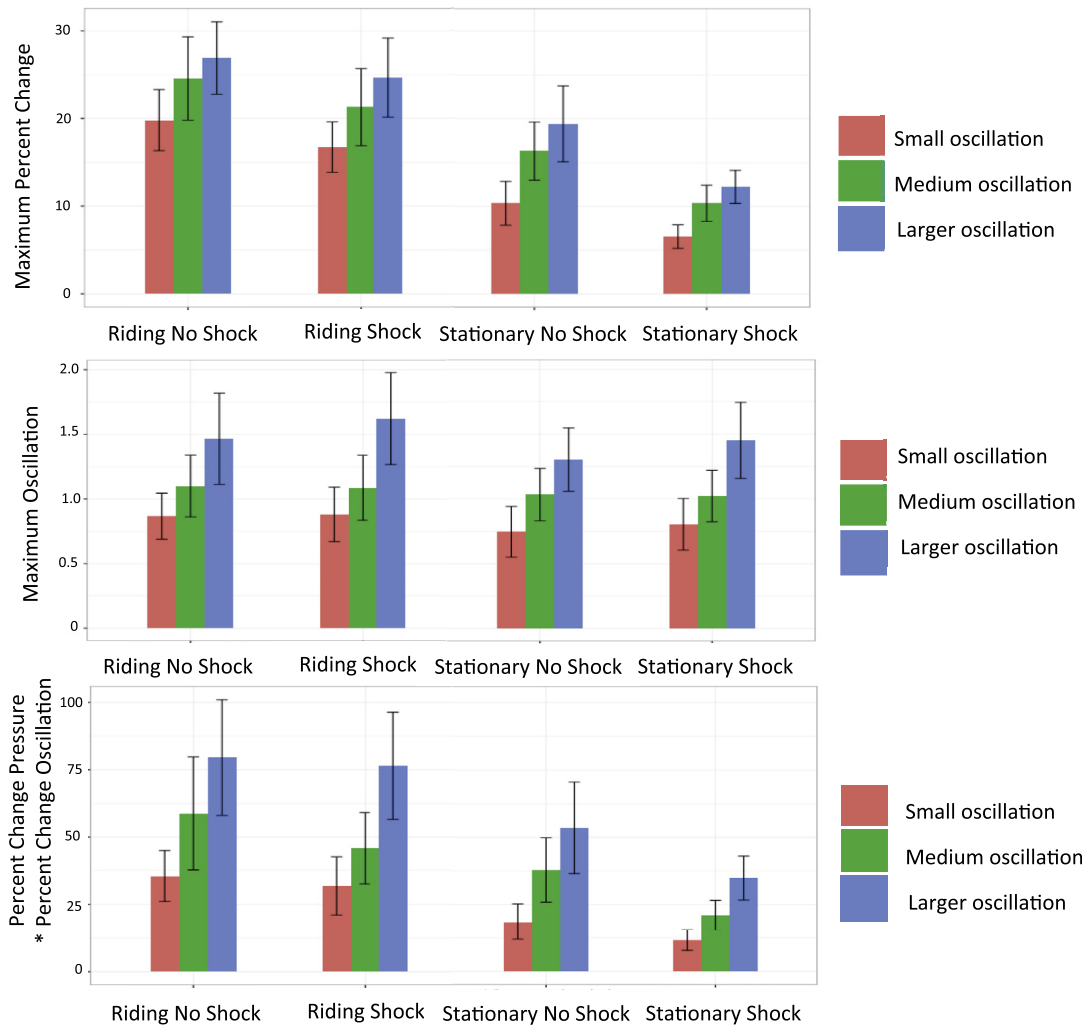 Maximum Percent Change
30
20
10
0
Riding No Shock
Riding Shock
Stationary No Shock
Stationary Shock
Small oscillation
Medium oscillation
Larger oscillation
Maximum Oscillation
2.0
1.5
1.0
0.5
0
Riding No Shock
Riding Shock
Stationary No Shock
Stationary Shock
Small oscillation
Medium oscillation
Larger oscillation
Percent Change Pressure
* Percent Change Oscillation
100
75
50
25
0
Riding No Shock
Riding Shock
Stationary No Shock
Stationary Shock
Small oscillation
Medium oscillation
Larger oscillation